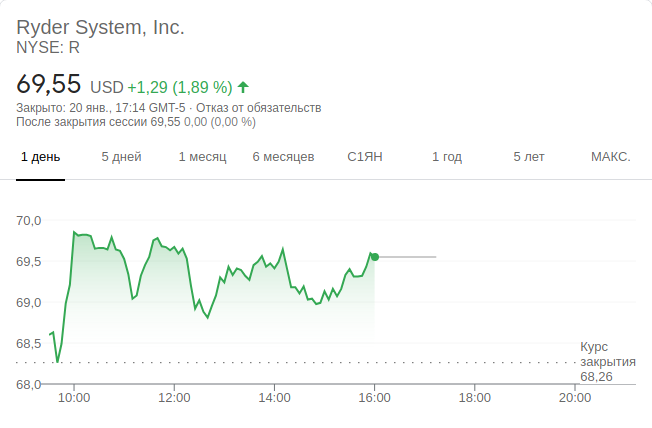 Ryder System, Inc.
NYSE: R
69,55 USD +1,29 (1,89 %)
Закрыто: 20 янв., 17:14 GMT-5 · Отказ от обязательств
После закрытия сессии 69,55 0,00 (0,00 %)
1 день 5 дней 1 месяц 6 месяцев С1ЯН 1 год 5 лет МАКС.
70,0
69,5
69,0
68,5
68,0
Курс
закрытия
68,26
10:00 12:00 14:00 16:00 18:00 20:00